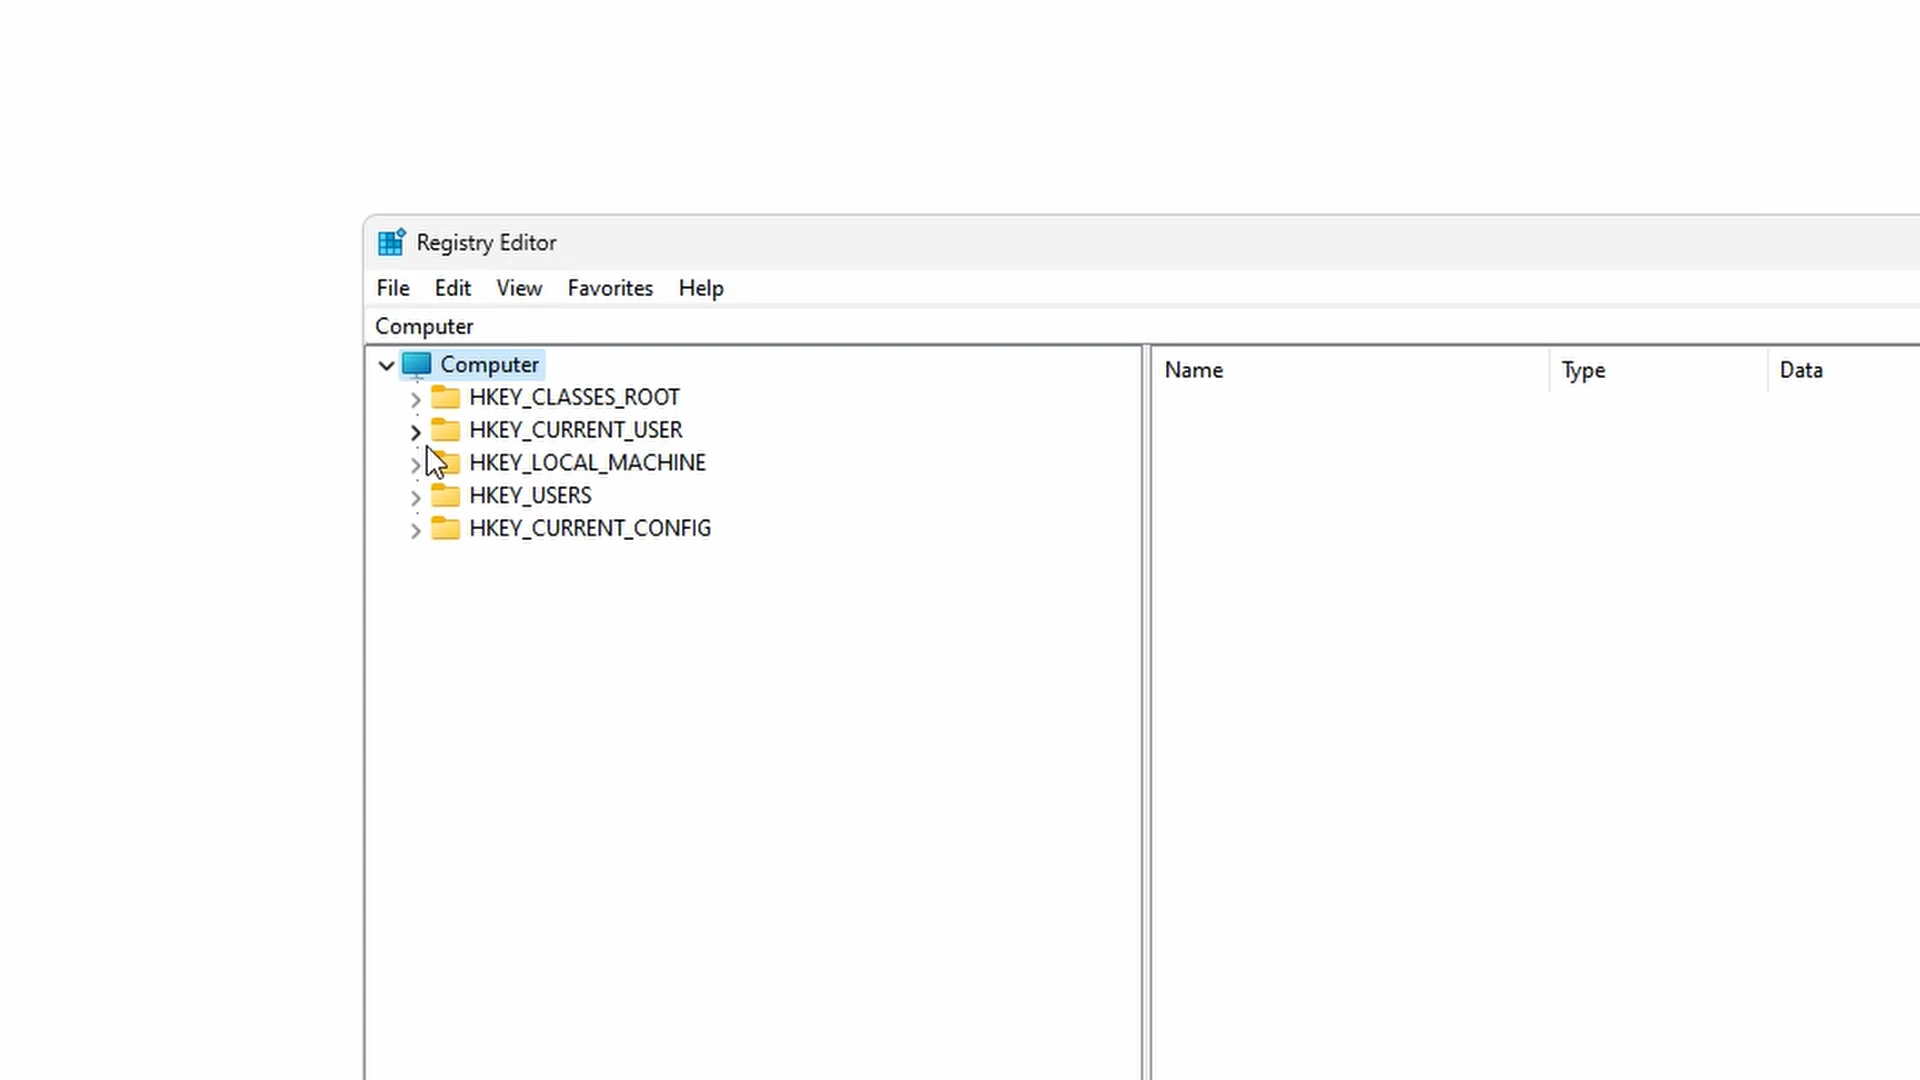 Registry Editor
File Edit View Favorites Help
Computer
Computer
HKEY_CLASSES_ROOT
HKEY_CURRENT_USER
HKEY_LOCAL_MACHINE
HKEY_USERS
HKEY_CURRENT_CONFIG
Name Type Data